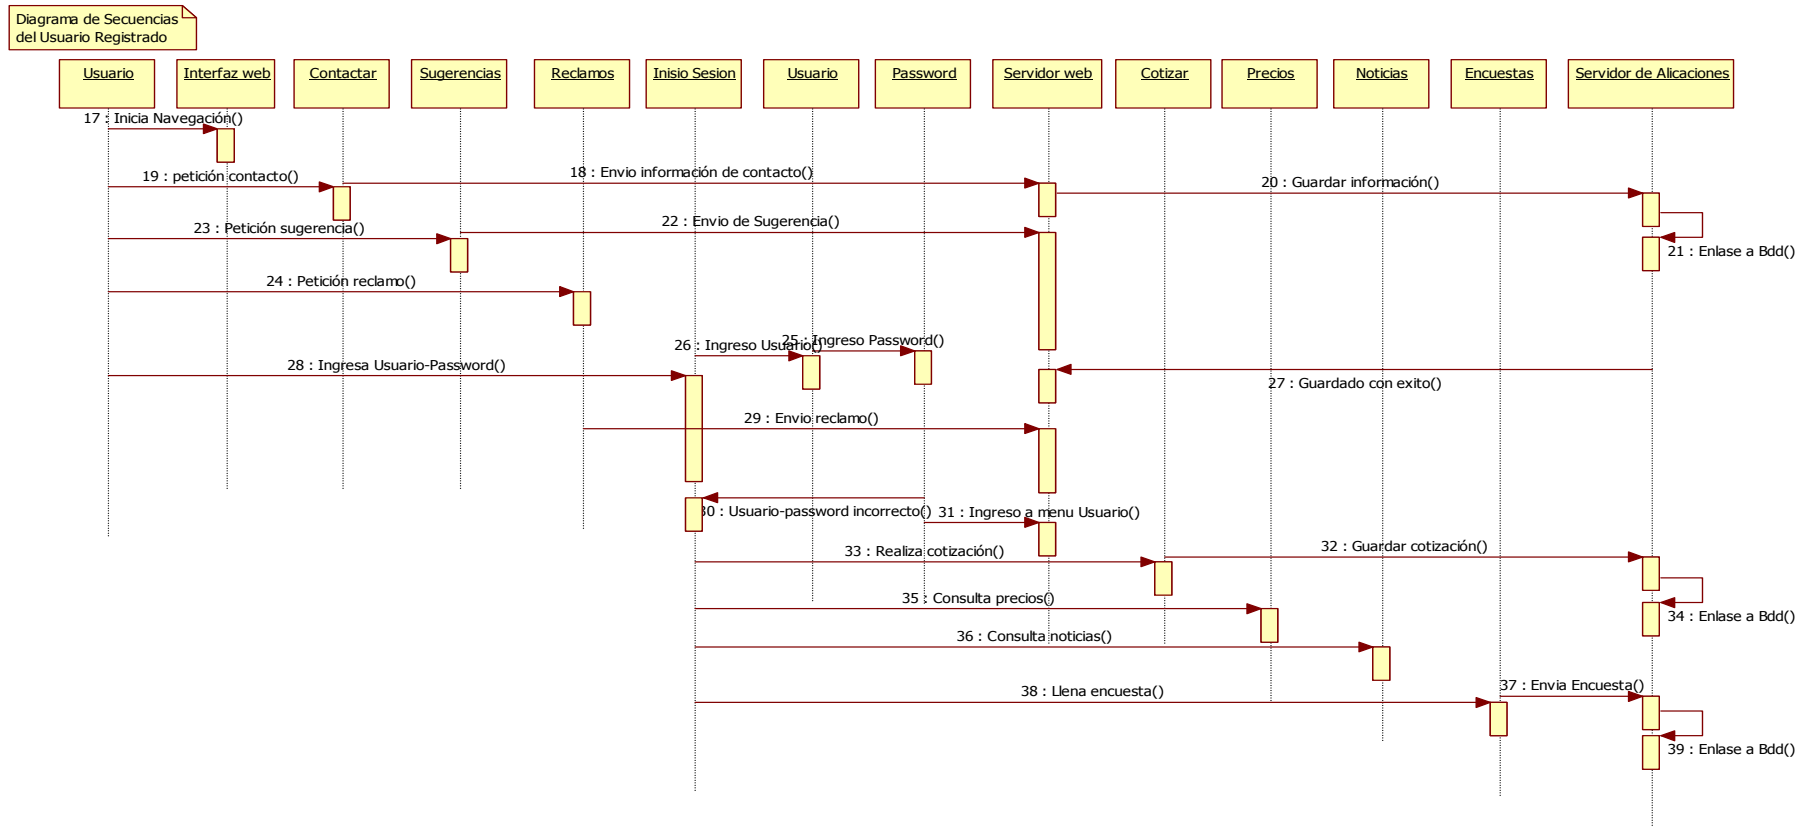 Diagrama de Secuencias
del Usuario Registrado
Usuario
Interfaz web
Contactar
Sugerencias
Reclamos
Inisio Sesion
Usuario
Password
Servidor web
Cotizar
Precios
Noticias
Encuestas
Servidor de Alicaciones
17 : Inicia Navegación()
18 : Envio información de contacto()
19 : petición contacto()
20 : Guardar información()
22 : Envio de Sugerencia()
23 : Petición sugerencia()
21 : Enlase a Bdd()
24 : Petición reclamo()
25 : Ingreso Password()
26 : Ingreso Usuario()
28 : Ingresa Usuario-Password()
27 : Guardado con exito()
29 : Envio reclamo()
30 : Usuario-password incorrecto()
31 : Ingreso a menu Usuario()
32 : Guardar cotización()
33 : Realiza cotización()
35 : Consulta precios()
34 : Enlase a Bdd()
36 : Consulta noticias()
37 : Envia Encuesta()
38 : Llena encuesta()
39 : Enlase a Bdd()